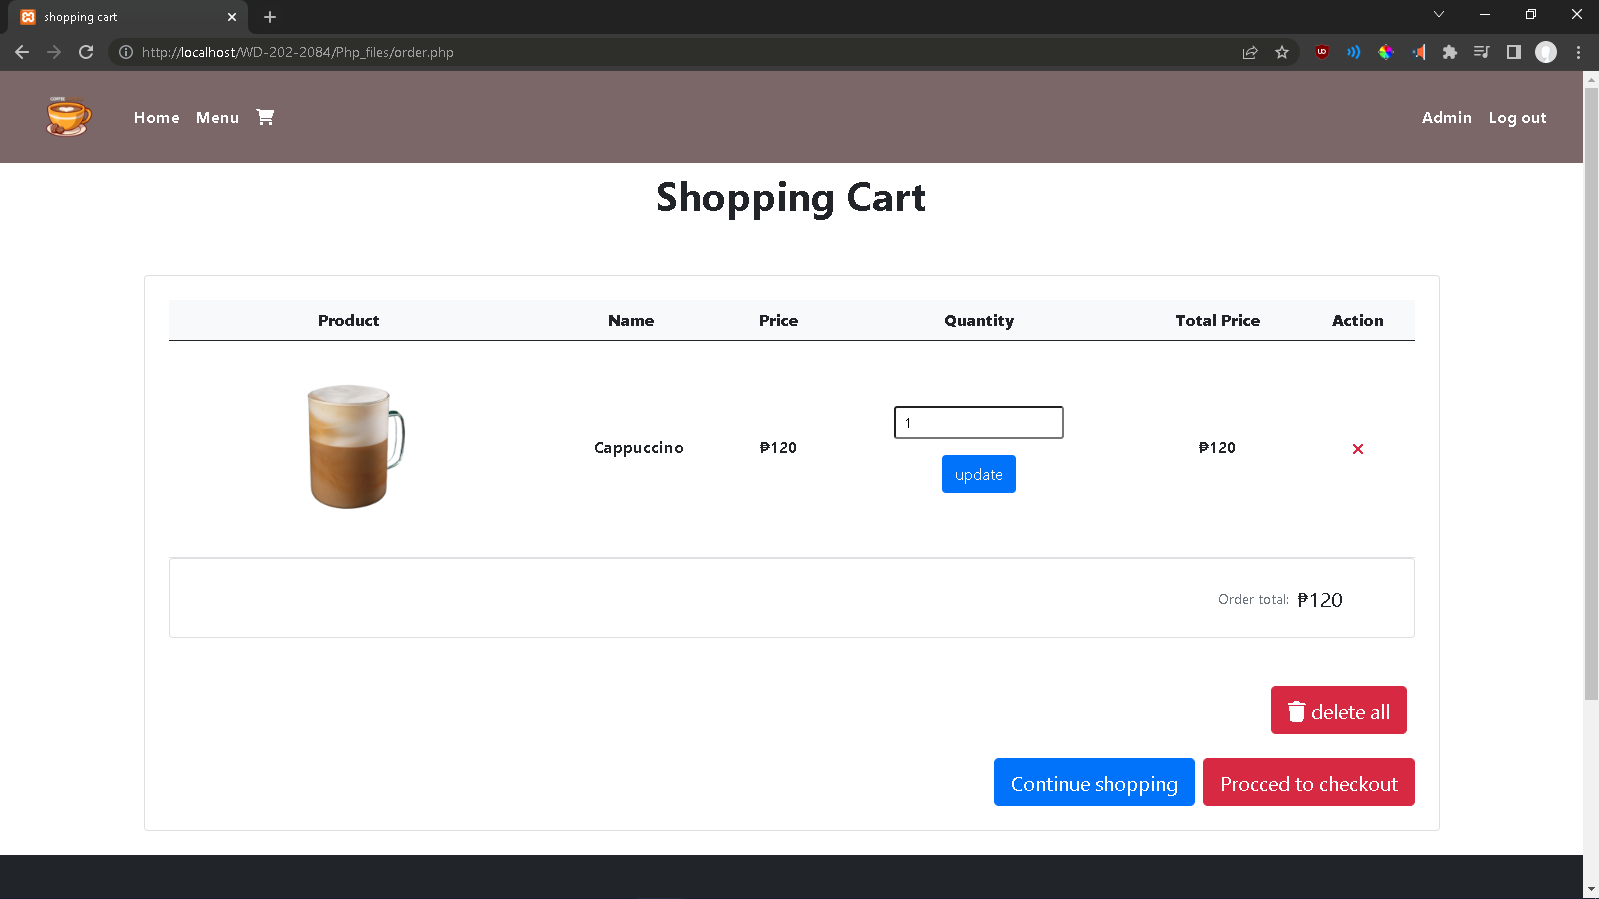 shopping cart
http://localhost/WD-202-2084/Php_files/order.php
COFFEE
Home Menu Admin Log out
Shopping Cart
Product Name Price Quantity Total Price Action
1
Cappuccino ₱120 ₱120
update
Order total: ₱120
delete all
Continue shopping Procced to checkout